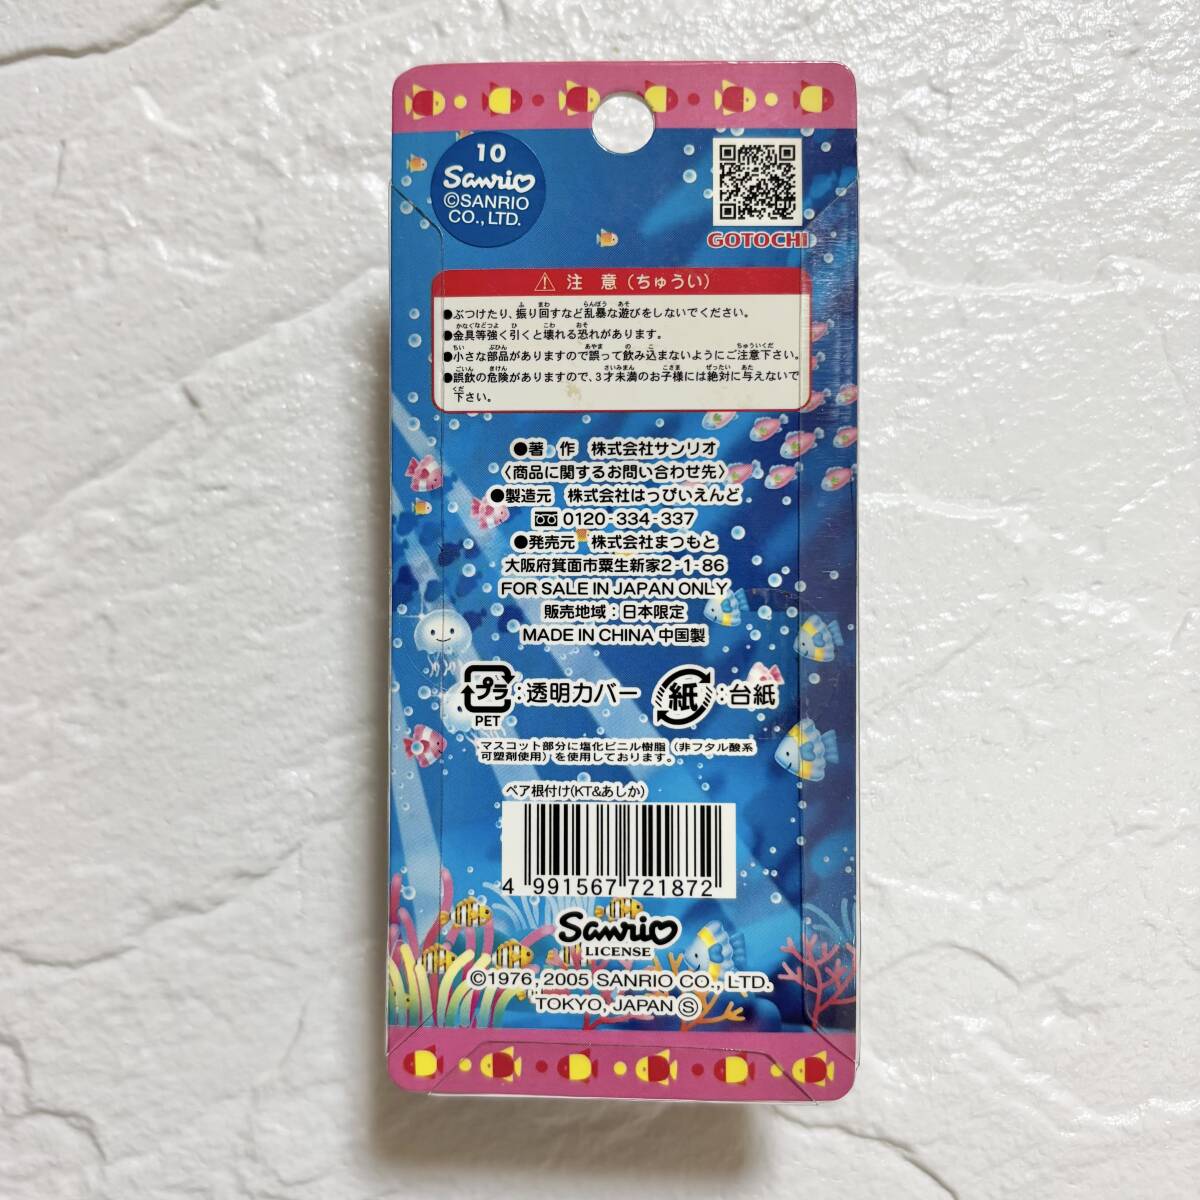 10
Sanrio
©SANRIO
CO., LTD.
GOTOCHI
⚠ 注 意 (ちゅうい)
●ぶつけたり、振り回すなど乱暴な遊びをしないでください。
●金具等強く引くと壊れる恐れがあります。
●小さな部品がありますので誤って飲み込まないようにご注意下さい。
●誤飲の危険がありますので、3才未満のお子様には絶対に与えないで
下さい。
●著 作 株式会社サンリオ
〈商品に関するお問い合わせ先〉
●製造元 株式会社はっぴいえんど
0120-334-337
●発売元 株式会社まつもと
大阪府箕面市粟生新家2-1-86
FOR SALE IN JAPAN ONLY
販売地域：日本限定
MADE IN CHINA 中国製
プラ:透明カバー 紙:台紙
PET
マスコット部分に塩化ビニル樹脂（非フタル酸系
可塑剤使用）を使用しております。
ペア根付け(KT&あしか)
4 991567 721872
Sanrio
LICENSE
©1976, 2005 SANRIO CO., LTD.
TOKYO, JAPAN Ⓢ